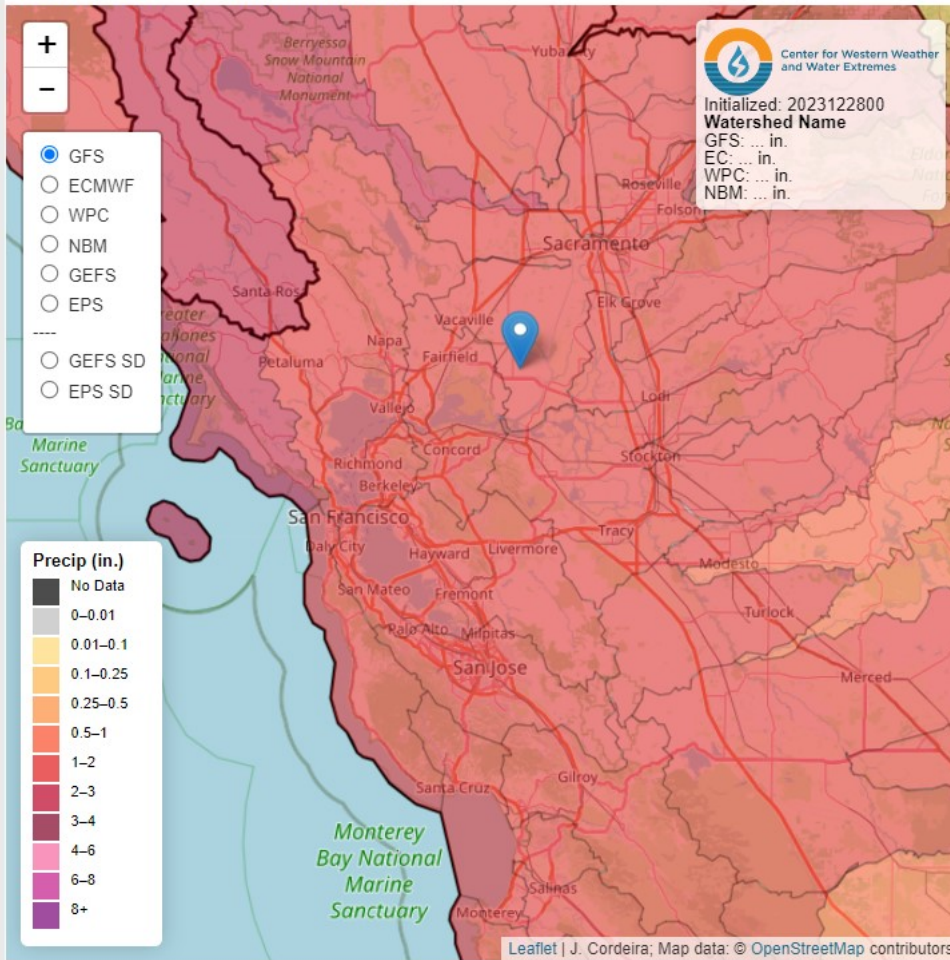 +
−
GFS
ECMWF
WPC
NBM
GEFS
EPS
----
GEFS SD
EPS SD
Center for Western Weather
and Water Extremes
Initialized: 2023122800
Watershed Name
GFS: ... in.
EC: ... in.
WPC: ... in.
NBM: ... in.
Berryessa
Snow Mountain
National
Monument
Roseville
Folsom
Sacramento
Santa Rosa
Elk Grove
Vacaville
Napa
Fairfield
Petaluma
Vallejo
Lodi
Marine
Sanctuary
Concord
Richmond
Stockton
Berkeley
San Francisco
Daly City
Hayward
Livermore
Tracy
Modesto
San Mateo
Fremont
Turlock
Palo Alto
Milpitas
San Jose
Merced
Santa Cruz
Gilroy
Monterey
Bay National
Marine
Sanctuary
Salinas
Monterey
Precip (in.)
No Data
0–0.01
0.01–0.1
0.1–0.25
0.25–0.5
0.5–1
1–2
2–3
3–4
4–6
6–8
8+
Leaflet | J. Cordeira; Map data: © OpenStreetMap contributors